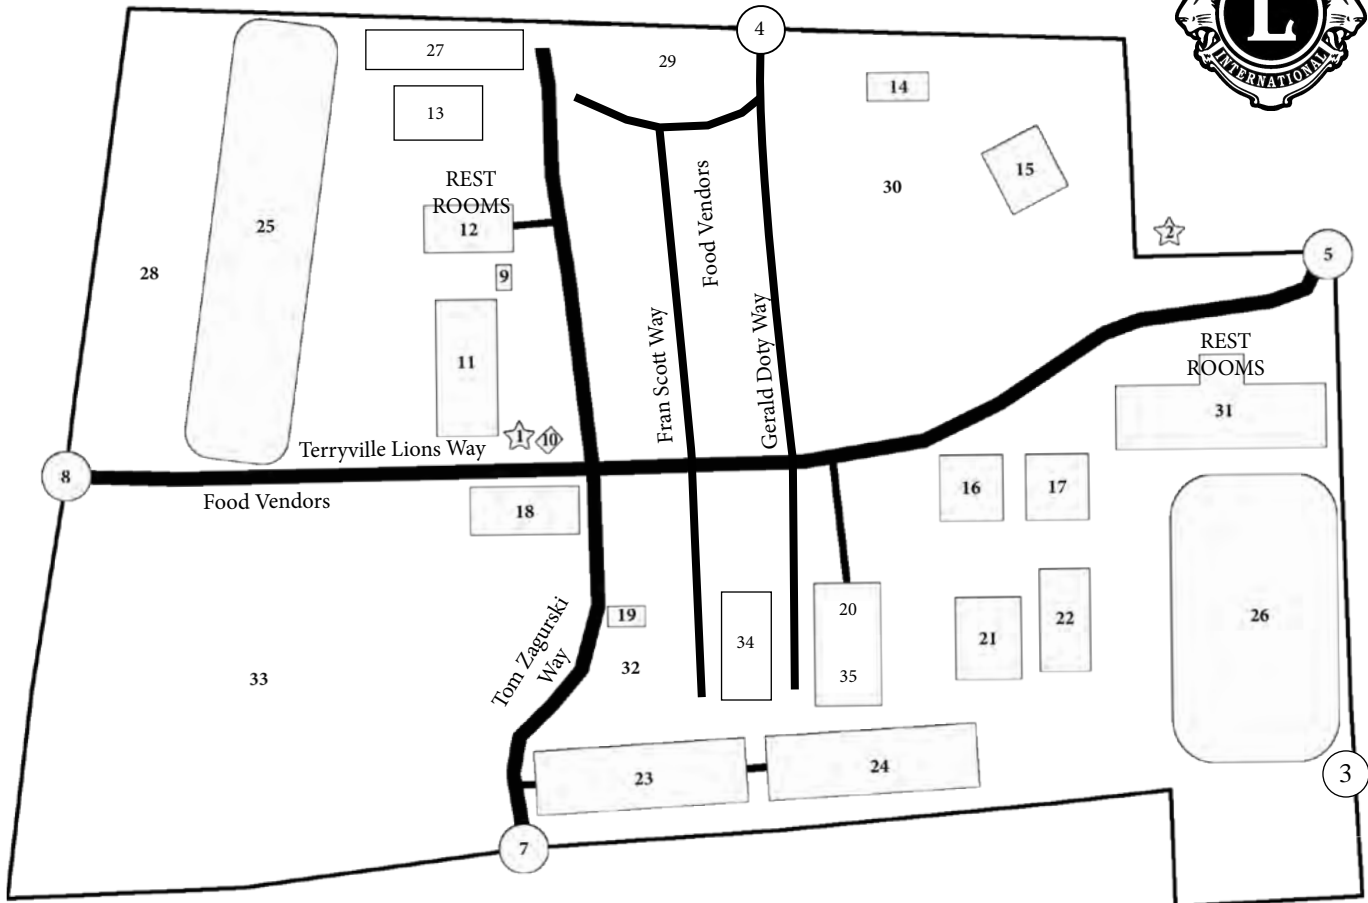 L
INTERNATIONAL
4
27
29
14
13
15
REST
ROOMS
12
30
25
Food Vendors
2
5
28
9
11
Fran Scott Way
Gerald Doty Way
REST
ROOMS
31
1
10
Terryville Lions Way
8
Food Vendors
18
16
17
19
20
34
35
21
22
26
Tom Zagurski
Way
32
33
23
24
3
7